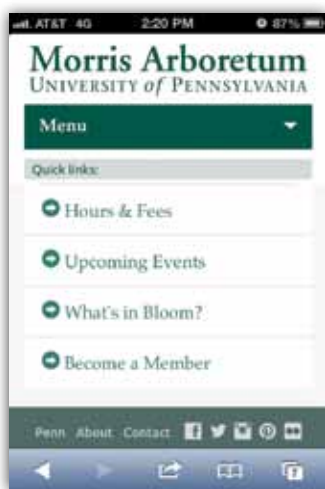 AT&T 4G 2:20 PM 87%
Morris Arboretum
UNIVERSITY of PENNSYLVANIA
Menu
Quick links:
Hours & Fees
Upcoming Events
What's in Bloom?
Become a Member
Penn About Contact